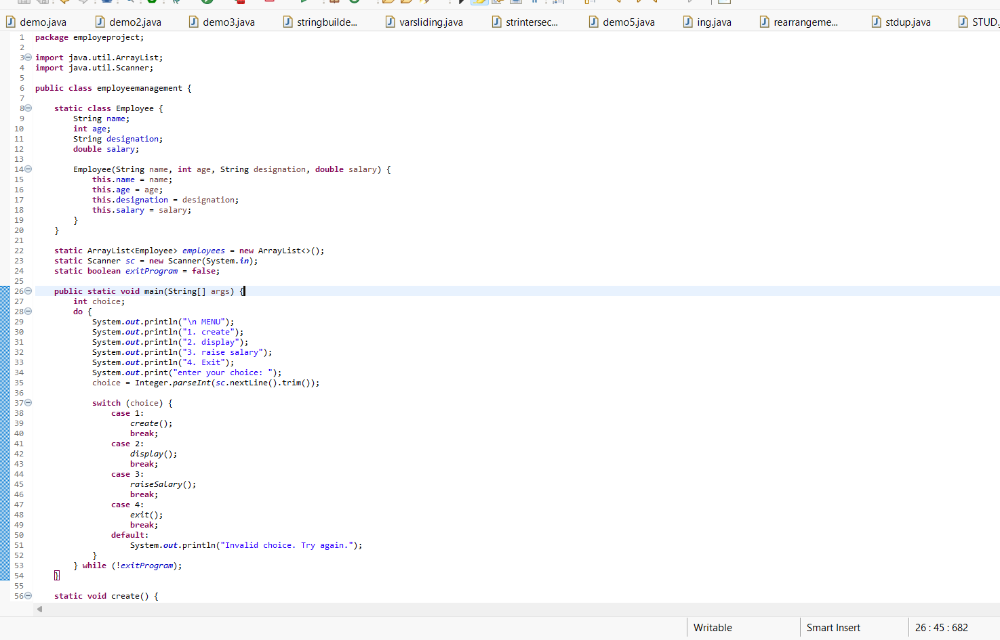 demo.java demo2.java demo3.java stringbuilde... varsliding.java strintersec... demo5.java ing.java rearrangeme... stdup.java STUD.
1 package employeproject;
2
3 import java.util.ArrayList;
4 import java.util.Scanner;
5
6 public class employeemanagement {
7
8 static class Employee {
9 String name;
10 int age;
11 String designation;
12 double salary;
13
14 Employee(String name, int age, String designation, double salary) {
15 this.name = name;
16 this.age = age;
17 this.designation = designation;
18 this.salary = salary;
19 }
20 }
21
22 static ArrayList<Employee> employees = new ArrayList<>();
23 static Scanner sc = new Scanner(System.in);
24 static boolean exitProgram = false;
25
26 public static void main(String[] args) {
27 int choice;
28 do {
29 System.out.println("\n MENU");
30 System.out.println("1. create");
31 System.out.println("2. display");
32 System.out.println("3. raise salary");
33 System.out.println("4. Exit");
34 System.out.print("enter your choice: ");
35 choice = Integer.parseInt(sc.nextLine().trim());
36
37 switch (choice) {
38 case 1:
39 create();
40 break;
41 case 2:
42 display();
43 break;
44 case 3:
45 raiseSalary();
46 break;
47 case 4:
48 exit();
49 break;
50 default:
51 System.out.println("Invalid choice. Try again.");
52 }
53 } while (!exitProgram);
54 }
55
56 static void create() {
Writable Smart Insert 26 : 45 : 682